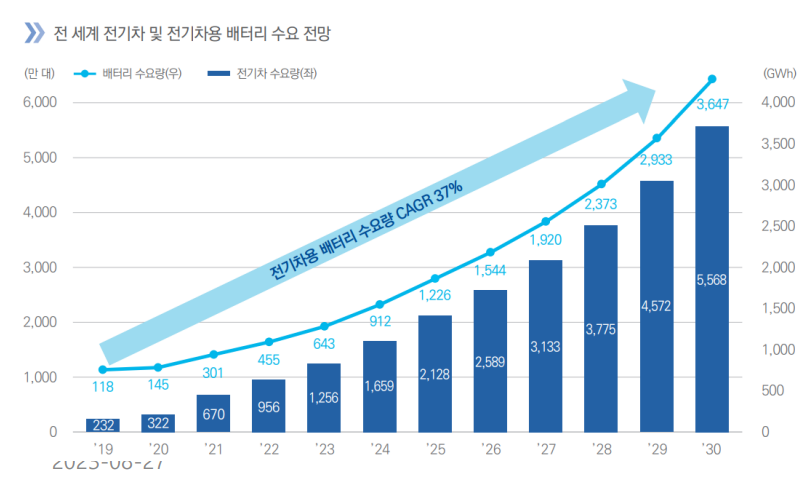 전 세계 전기차 및 전기차용 배터리 수요 전망
(만 대) 배터리 수요량(우) 전기차 수요량(좌) (GWh)
6,000 4,000
5,000 3,500
4,000 3,000
3,000 2,500
2,000 2,000
1,000 1,500
0 1,000
500
0
전기차용 배터리 수요량 CAGR 37%
118 145 301 455 643 912 1,226 1,544 1,920 2,373 2,933 3,647
232 322 670 956 1,256 1,659 2,128 2,589 3,133 3,775 4,572 5,568
'19 '20 '21 '22 '23 '24 '25 '26 '27 '28 '29 '30